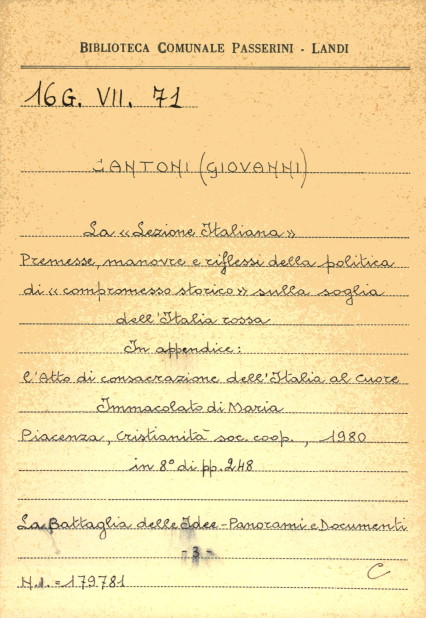 BIBLIOTECA COMUNALE PASSERINI - LANDI
16G. VII. 71
CANTONI (GIOVANNI)
La «Lezione Italiana»
Premesse, manovre e riflessi della politica
di «compromesso storico» sulla soglia
dell'Italia rossa
In appendice:
l'Atto di consacrazione dell'Italia al Cuore
Immacolato di Maria
Piacenza, Cristianità soc. coop., 1980
in 8° di pp. 248
La Battaglia delle Idee - Panorami e Documenti
- 3 -
N.I. = 179781
C